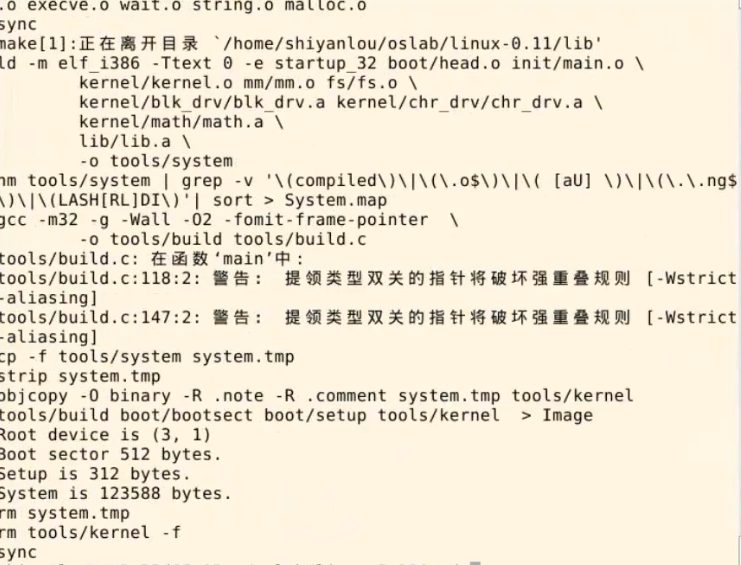 .o execve.o wait.o string.o malloc.o
sync
make[1]:正在离开目录 `/home/shiyanlou/oslab/linux-0.11/lib'
ld -m elf_i386 -Ttext 0 -e startup_32 boot/head.o init/main.o \
kernel/kernel.o mm/mm.o fs/fs.o \
kernel/blk_drv/blk_drv.a kernel/chr_drv/chr_drv.a \
kernel/math/math.a \
lib/lib.a \
-o tools/system
nm tools/system | grep -v '\(compiled\)\|\(\.o$\)\|\( [aU] \)\|\(\.\.ng$
\)\|\(LASH[RL]DI\)'| sort > System.map
gcc -m32 -g -Wall -O2 -fomit-frame-pointer  \
-o tools/build tools/build.c
tools/build.c: 在函数‘main’中:
tools/build.c:118:2: 警告: 提领类型双关的指针将破坏强重叠规则 [-Wstrict
-aliasing]
tools/build.c:147:2: 警告: 提领类型双关的指针将破坏强重叠规则 [-Wstrict
-aliasing]
cp -f tools/system system.tmp
strip system.tmp
objcopy -O binary -R .note -R .comment system.tmp tools/kernel
tools/build boot/bootsect boot/setup tools/kernel  > Image
Root device is (3, 1)
Boot sector 512 bytes.
Setup is 312 bytes.
System is 123588 bytes.
rm system.tmp
rm tools/kernel -f
sync